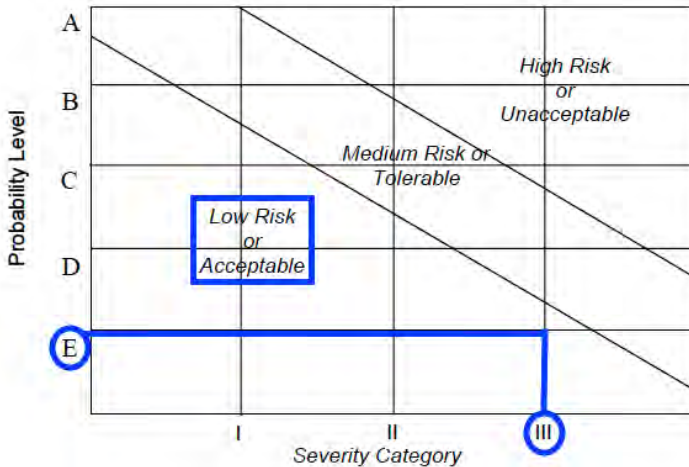 A
High Risk
or
Unacceptable
B
Medium Risk or
Tolerable
C
Probability Level
Low Risk
or
Acceptable
D
E
I
II
III
Severity Category